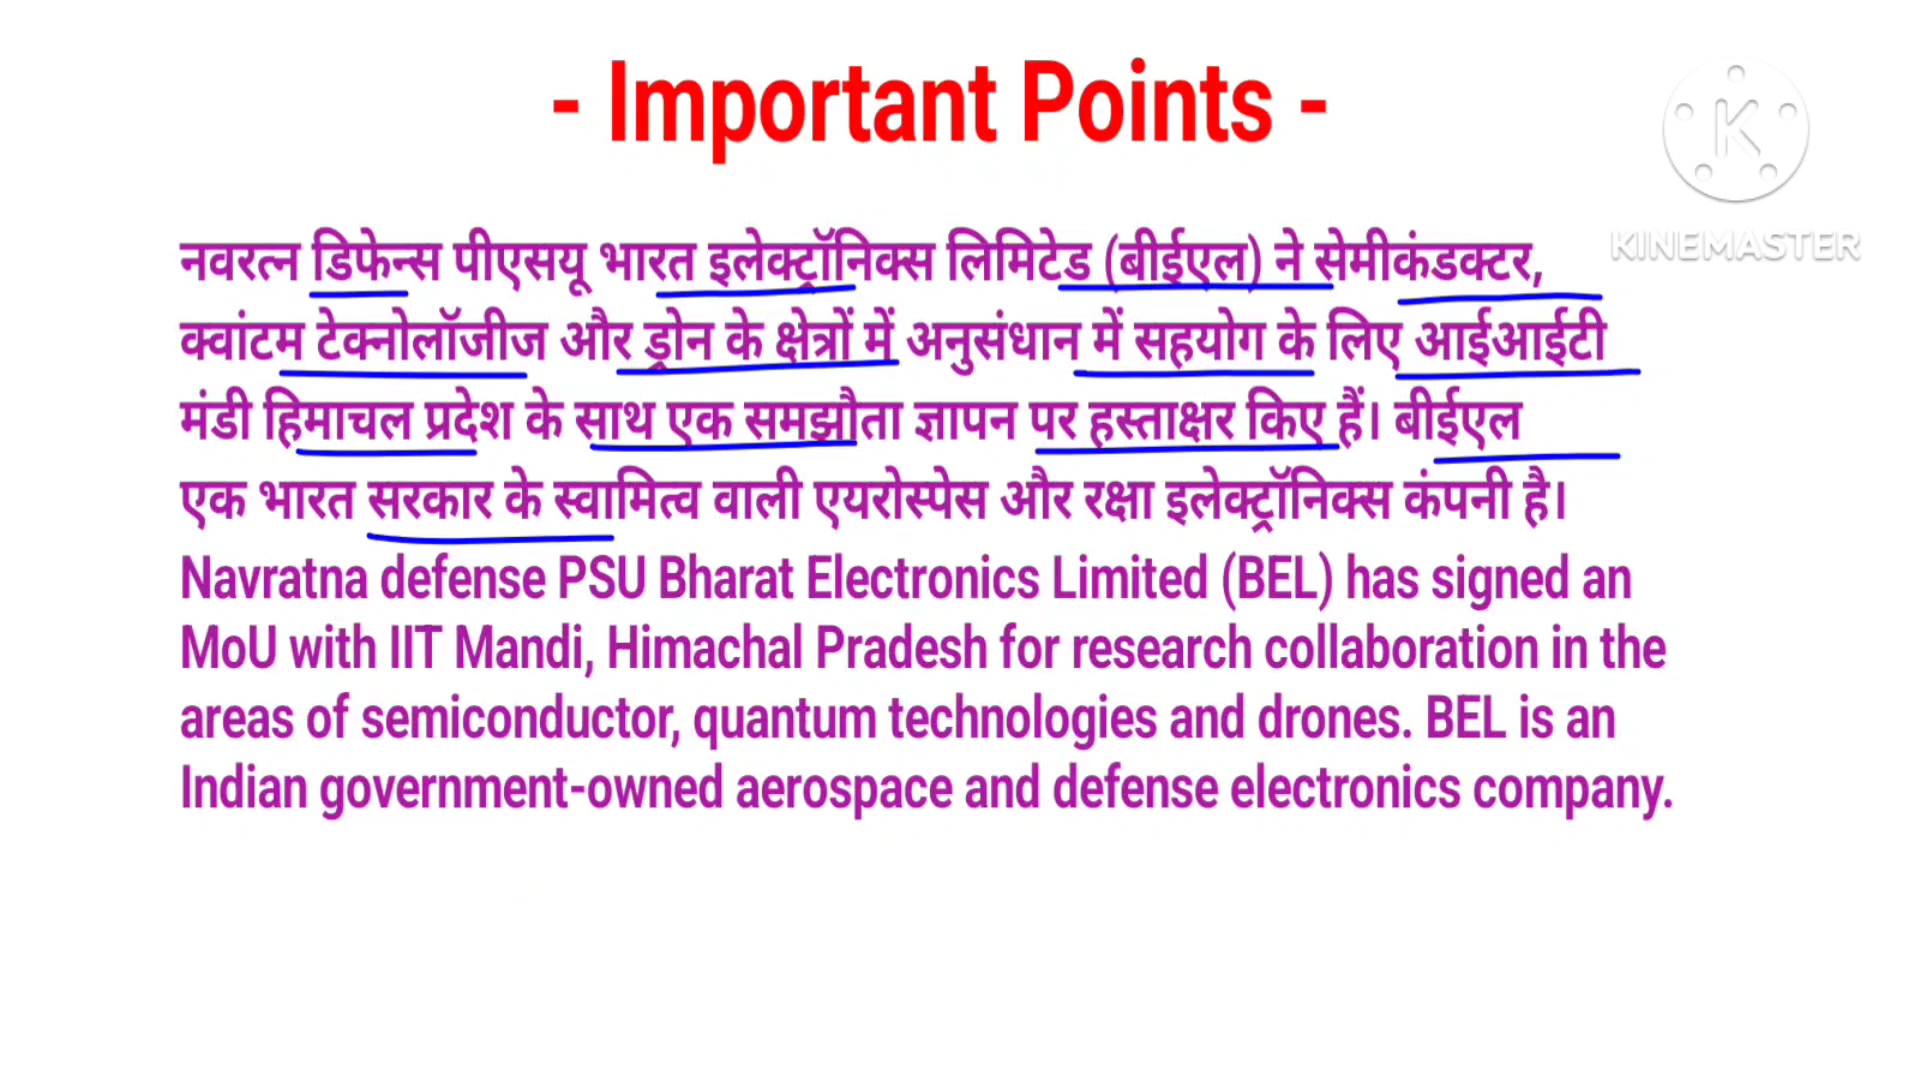 - Important Points -
KINEMASTER
नवरत्न डिफेन्स पीएसयू भारत इलेक्ट्रॉनिक्स लिमिटेड (बीईएल) ने सेमीकंडक्टर,
क्वांटम टेक्नोलॉजीज और ड्रोन के क्षेत्रों में अनुसंधान में सहयोग के लिए आईआईटी
मंडी हिमाचल प्रदेश के साथ एक समझौता ज्ञापन पर हस्ताक्षर किए हैं। बीईएल
एक भारत सरकार के स्वामित्व वाली एयरोस्पेस और रक्षा इलेक्ट्रॉनिक्स कंपनी है।
Navratna defense PSU Bharat Electronics Limited (BEL) has signed an
MoU with IIT Mandi, Himachal Pradesh for research collaboration in the
areas of semiconductor, quantum technologies and drones. BEL is an
Indian government-owned aerospace and defense electronics company.